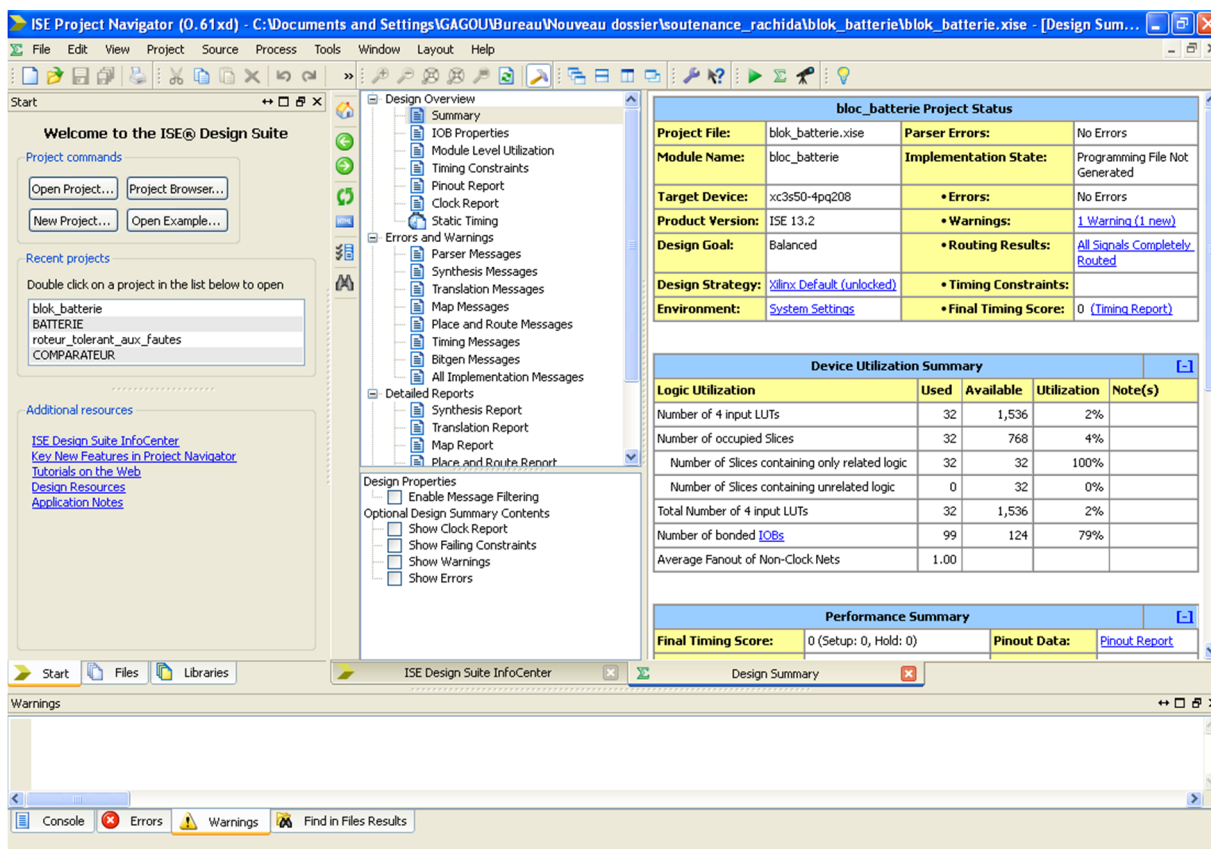 ISE Project Navigator (O.61xd) - C:\Documents and Settings\GAGOU\Bureau\Nouveau dossier\soutenance_rachida\blok_batterie\blok_batterie.xise - [Design Sum...
File Edit View Project Source Process Tools Window Layout Help
Start
Welcome to the ISE® Design Suite
Project commands
Open Project... Project Browser...
New Project... Open Example...
Recent projects
Double click on a project in the list below to open
blok_batterie
BATTERIE
roteur_tolerant_aux_fautes
COMPARATEUR
Additional resources
ISE Design Suite InfoCenter
Key New Features in Project Navigator
Tutorials on the Web
Design Resources
Application Notes
Start Files Libraries
Design Overview
Summary
IOB Properties
Module Level Utilization
Timing Constraints
Pinout Report
Clock Report
Static Timing
Errors and Warnings
Parser Messages
Synthesis Messages
Translation Messages
Map Messages
Place and Route Messages
Timing Messages
Bitgen Messages
All Implementation Messages
Detailed Reports
Synthesis Report
Translation Report
Map Report
Place and Route Report
Design Properties
Enable Message Filtering
Optional Design Summary Contents
Show Clock Report
Show Failing Constraints
Show Warnings
Show Errors
bloc_batterie Project Status
Project File: blok_batterie.xise Parser Errors: No Errors
Module Name: bloc_batterie Implementation State: Programming File Not Generated
Target Device: xc3s50-4pq208 •Errors: No Errors
Product Version: ISE 13.2 •Warnings: 1 Warning (1 new)
Design Goal: Balanced •Routing Results: All Signals Completely Routed
Design Strategy: Xilinx Default (unlocked) •Timing Constraints:
Environment: System Settings •Final Timing Score: 0 (Timing Report)
Device Utilization Summary [-]
Logic Utilization Used Available Utilization Note(s)
Number of 4 input LUTs 32 1,536 2%
Number of occupied Slices 32 768 4%
Number of Slices containing only related logic 32 32 100%
Number of Slices containing unrelated logic 0 32 0%
Total Number of 4 input LUTs 32 1,536 2%
Number of bonded IOBs 99 124 79%
Average Fanout of Non-Clock Nets 1.00
Performance Summary [-]
Final Timing Score: 0 (Setup: 0, Hold: 0) Pinout Data: Pinout Report
ISE Design Suite InfoCenter Design Summary
Warnings
Console Errors Warnings Find in Files Results